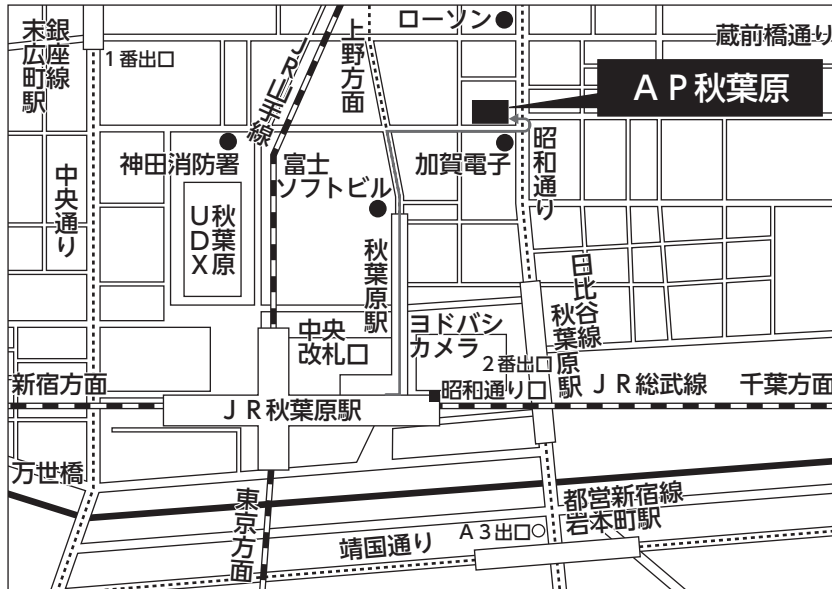 銀座線
末広町駅
1番出口
JR山手線
上野方面
ローソン
蔵前橋通り
AP秋葉原
神田消防署
富士
ソフトビル
加賀電子
昭和通り
中央通り
秋葉原
UDX
秋葉原駅
中央
改札口
ヨドバシ
カメラ
日比谷線
秋葉原駅
2番出口
新宿方面
JR秋葉原駅
昭和通り口
JR総武線
千葉方面
万世橋
東京方面
靖国通り
A3出口
都営新宿線
岩本町駅